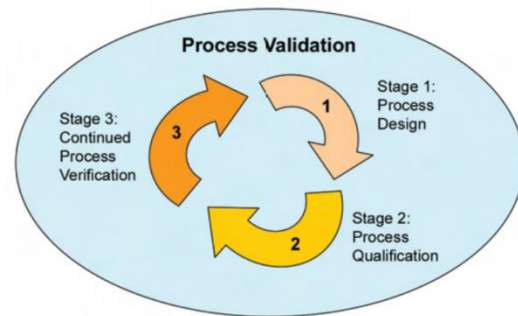 Process Validation
1
Stage 1:
Process
Design
2
Stage 2:
Process
Qualification
3
Stage 3:
Continued
Process
Verification